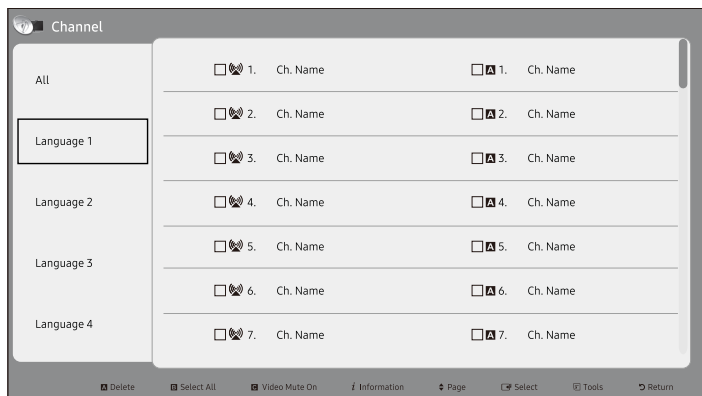 Channel
All
Language 1
Language 2
Language 3
Language 4
1. Ch. Name A 1. Ch. Name
2. Ch. Name A 2. Ch. Name
3. Ch. Name A 3. Ch. Name
4. Ch. Name A 4. Ch. Name
5. Ch. Name A 5. Ch. Name
6. Ch. Name A 6. Ch. Name
7. Ch. Name A 7. Ch. Name
A Delete B Select All C Video Mute On i Information Page Select Tools Return